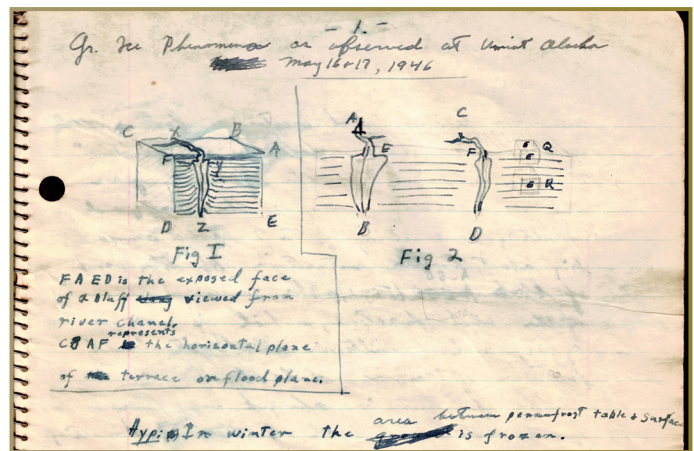 - 1 -
Gr. Ice Phenomena as observed at Umiat Alaska
May 16 & 17, 1946
C X B A F Y D Z E
Fig I
A E B C F D Q R
Fig 2
FAED is the exposed face
of a bluff viewed from
river chanel.
represents
CBAF the horizontal plane
of terrace or flood plane.
area between permafrost table & surface
Hypi In winter the is frozen.